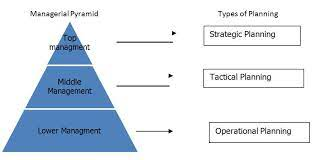 Managerial Pyramid
Types of Planning
Top
managment
Strategic Planning
Middle
Management
Tactical Planning
Lower Managment
Operational Planning